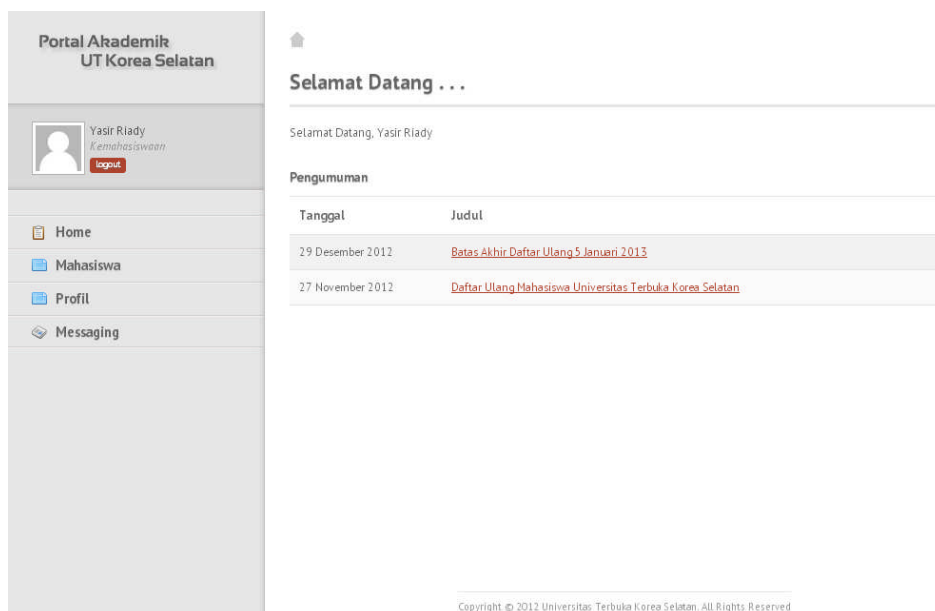 Portal Akademik
UT Korea Selatan
Yasir Riady
Kemahasiswaan
logout
Home
Mahasiswa
Profil
Messaging
Selamat Datang . . .
Selamat Datang, Yasir Riady
Pengumuman
Tanggal Judul
29 Desember 2012 Batas Akhir Daftar Ulang 5 Januari 2013
27 November 2012 Daftar Ulang Mahasiswa Universitas Terbuka Korea Selatan
Copyright © 2012 Universitas Terbuka Korea Selatan. All Rights Reserved